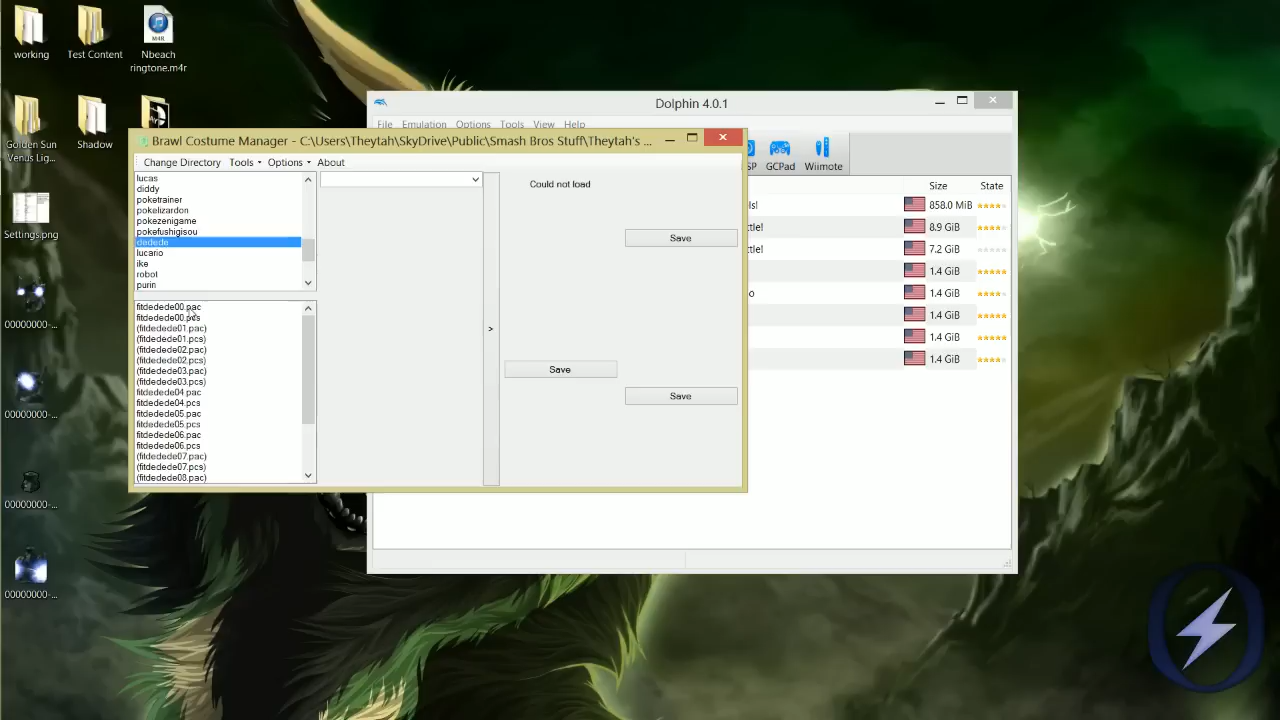 working
Test Content
Nbeach
ringtone.m4r
M4R
Golden Sun
Venus Lig...
Shadow
Settings.png
00000000-...
00000000-...
00000000-...
00000000-...
Dolphin 4.0.1
File Emulation Options Tools View Help
SP GCPad Wiimote
Size State
ls! 858.0 MiB
ttle! 8.9 GiB
ttle! 7.2 GiB
1.4 GiB
o 1.4 GiB
1.4 GiB
1.4 GiB
1.4 GiB
Brawl Costume Manager - C:\Users\Theytah\SkyDrive\Public\Smash Bros Stuff\Theytah's ...
Change Directory Tools Options About
lucas
diddy
poketrainer
pokelizardon
pokezenigame
pokefushigisou
dedede
lucario
ike
robot
purin
fitdedede00.pac
fitdedede00.pcs
(fitdedede01.pac)
(fitdedede01.pcs)
(fitdedede02.pac)
(fitdedede02.pcs)
(fitdedede03.pac)
(fitdedede03.pcs)
fitdedede04.pac
fitdedede04.pcs
fitdedede05.pac
fitdedede05.pcs
fitdedede06.pac
fitdedede06.pcs
(fitdedede07.pac)
(fitdedede07.pcs)
(fitdedede08.pac)
>
Could not load
Save
Save
Save